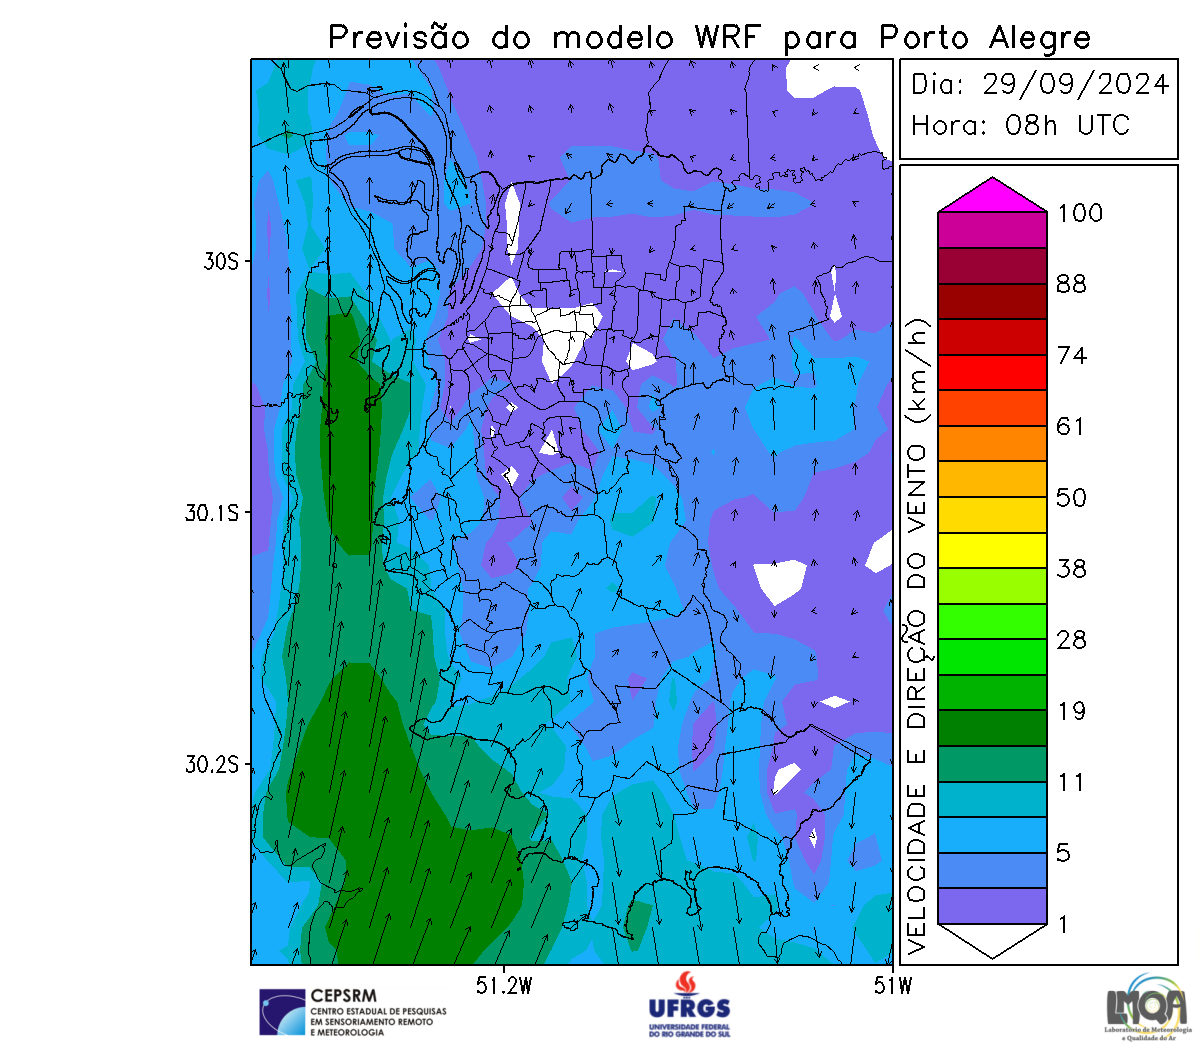 Previsão do modelo WRF para Porto Alegre
Dia: 29/09/2024
Hora: 08h UTC
30S
30.1S
30.2S
51.2W
51W
VELOCIDADE E DIREÇÃO DO VENTO (km/h)
100
88
74
61
50
38
28
19
11
5
1
CEPSRM
CENTRO ESTADUAL DE PESQUISAS
EM SENSORIAMENTO REMOTO
E METEOROLOGIA
UFRGS
UNIVERSIDADE FEDERAL
DO RIO GRANDE DO SUL
LMQA
Laboratório de Meteorologia
e Qualidade do Ar